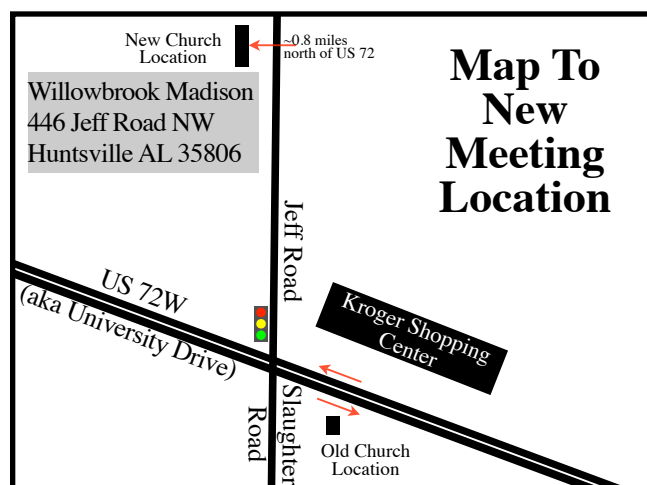 New Church
Location
~0.8 miles
north of US 72
Map To
New
Meeting
Location
Willowbrook Madison
446 Jeff Road NW
Huntsville AL 35806
Jeff Road
US 72W
(aka University Drive)
Kroger Shopping
Center
Slaughter
Road
Old Church
Location